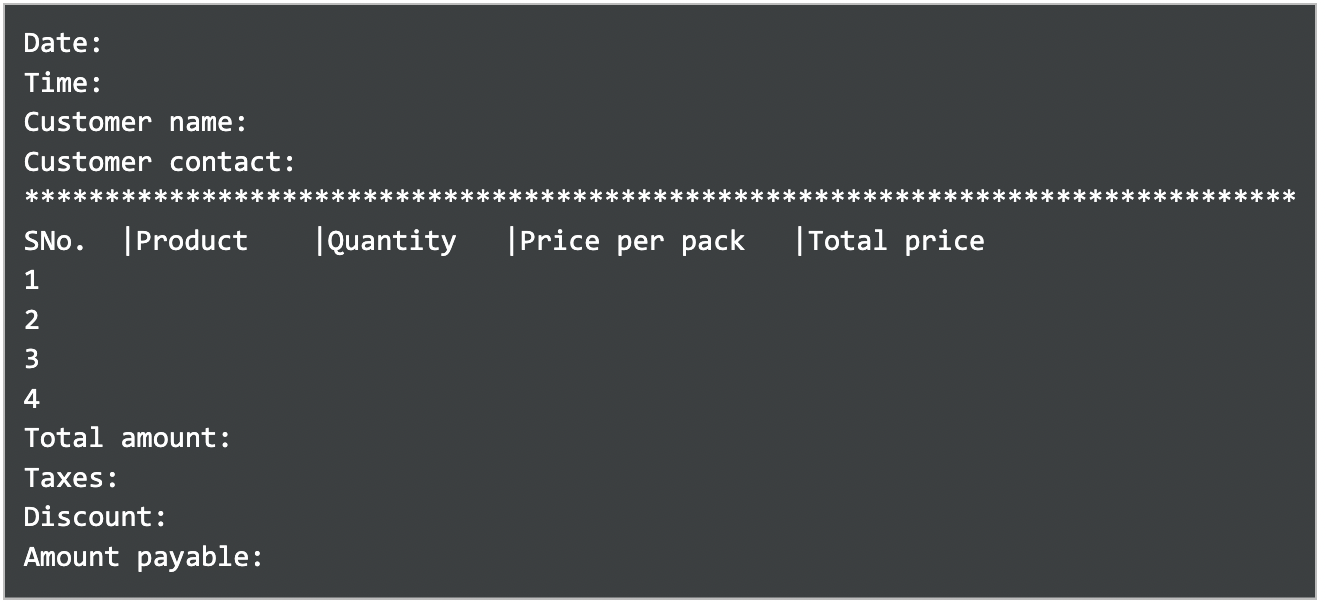 Date:
Time:
Customer name:
Customer contact:
*******************************************************************************
SNo.  |Product    |Quantity   |Price per pack   |Total price
1
2
3
4
Total amount:
Taxes:
Discount:
Amount payable: